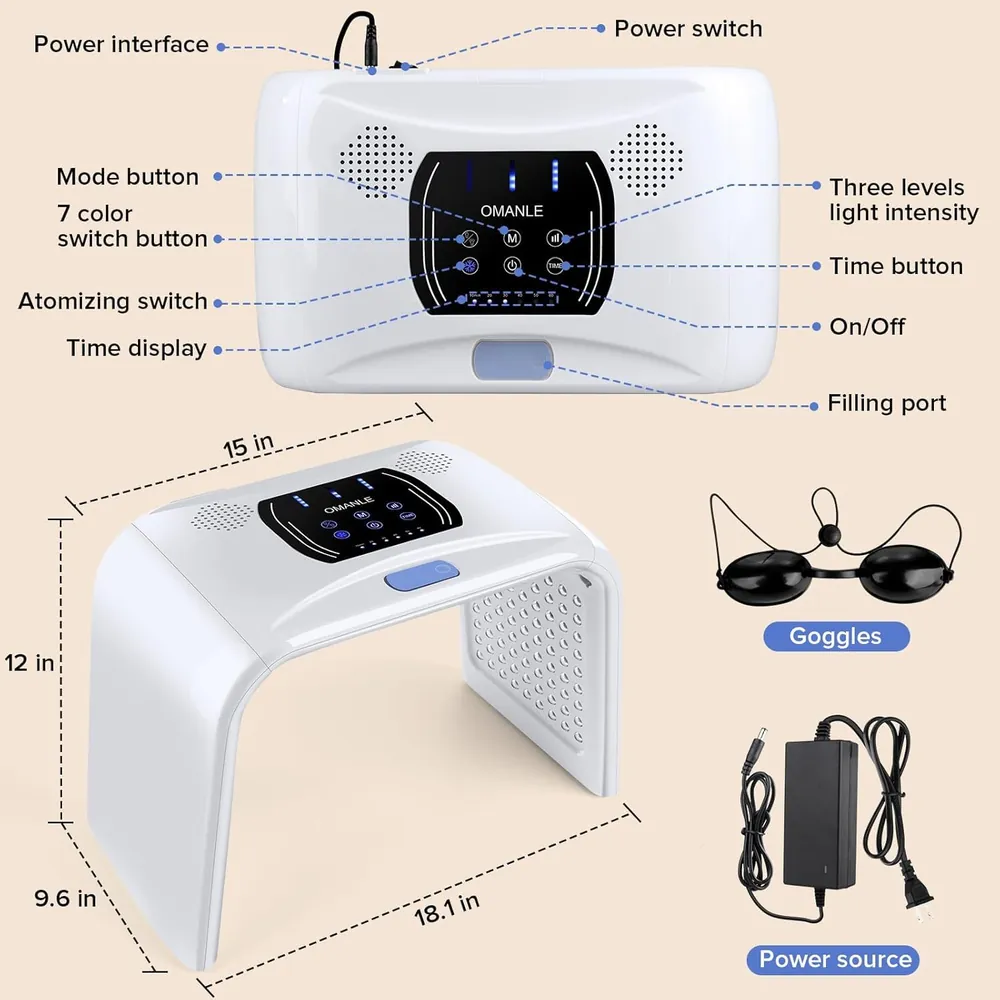 Power interface
Power switch
Mode button
7 color
switch button
Atomizing switch
Time display
Three levels
light intensity
Time button
On/Off
Filling port
OMANLE
M
TIME
15 in
12 in
9.6 in
18.1 in
OMANLE
M
TIME
Goggles
Power source